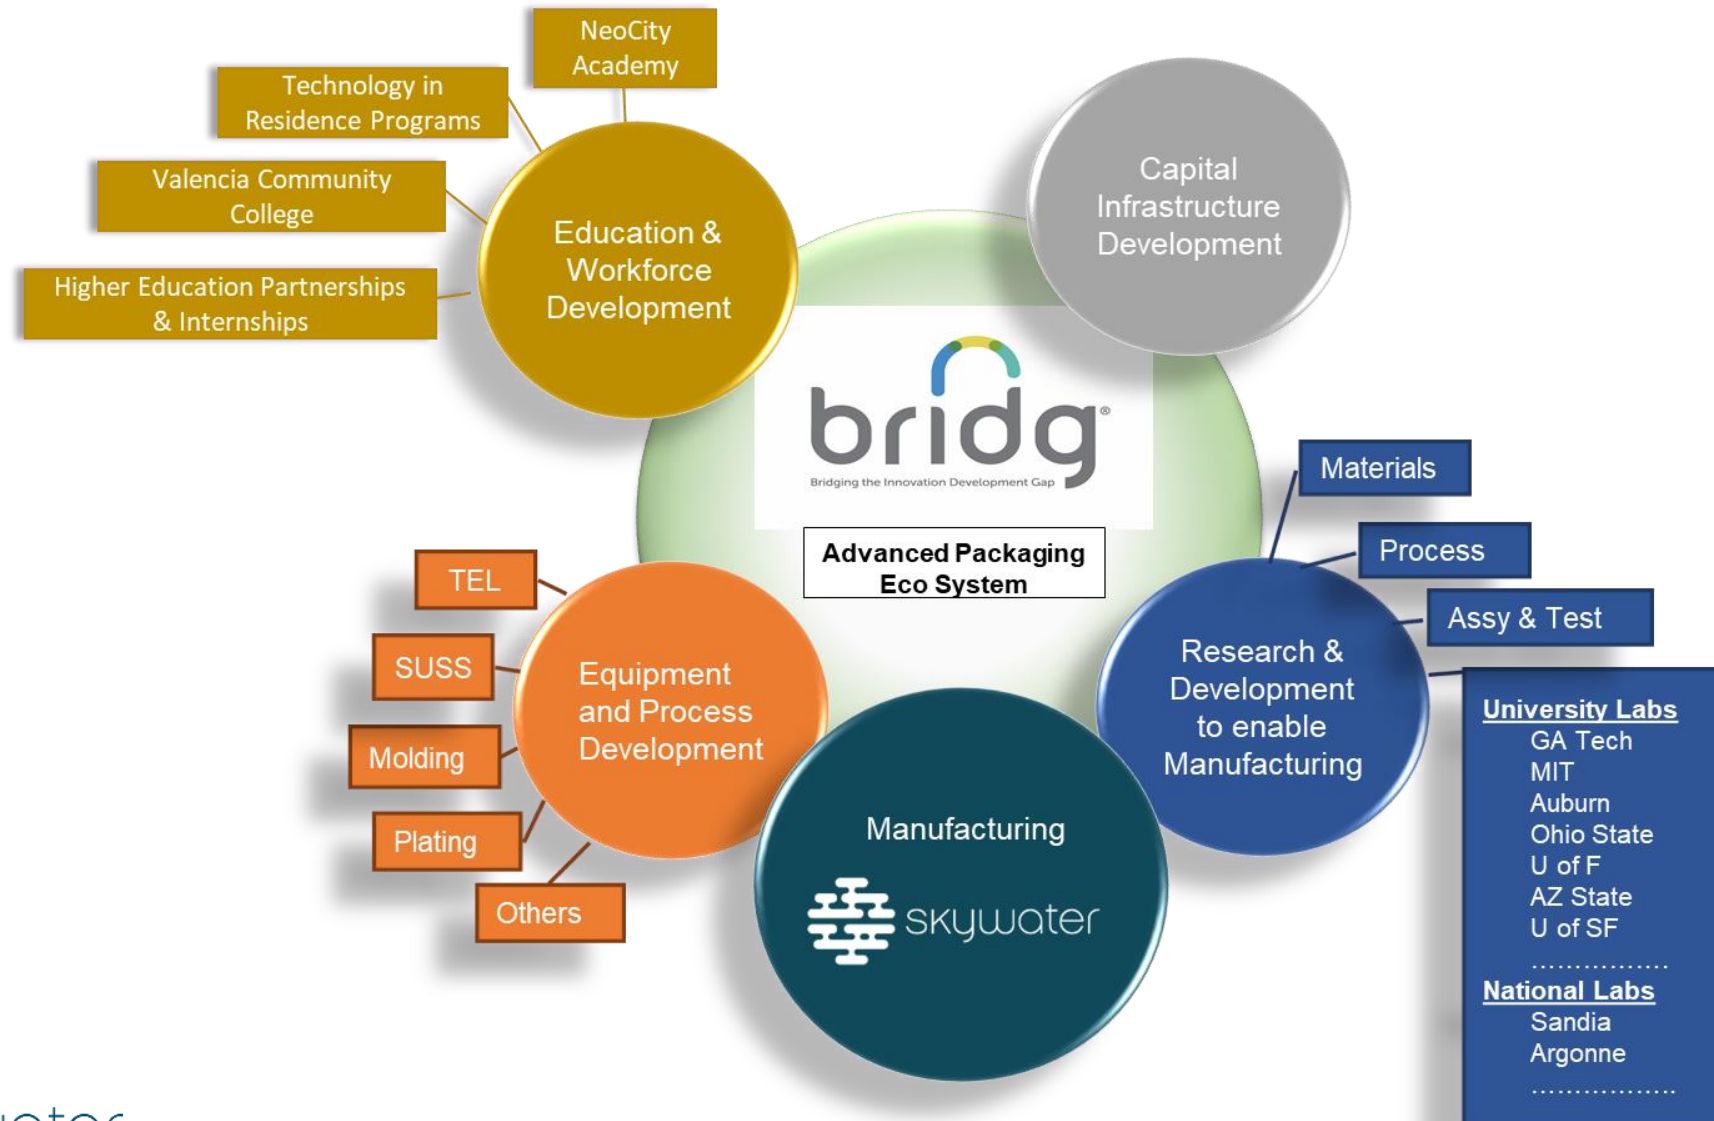 NeoCity
Academy
Technology in
Residence Programs
Valencia Community
College
Higher Education Partnerships
& Internships
Education &
Workforce
Development
Capital
Infrastructure
Development
bridg®
Bridging the Innovation Development Gap
Advanced Packaging
Eco System
TEL
SUSS
Molding
Plating
Others
Equipment
and Process
Development
Manufacturing
skywater
Research &
Development
to enable
Manufacturing
Materials
Process
Assy & Test
University Labs
GA Tech
MIT
Auburn
Ohio State
U of F
AZ State
U of SF
................
National Labs
Sandia
Argonne
.................